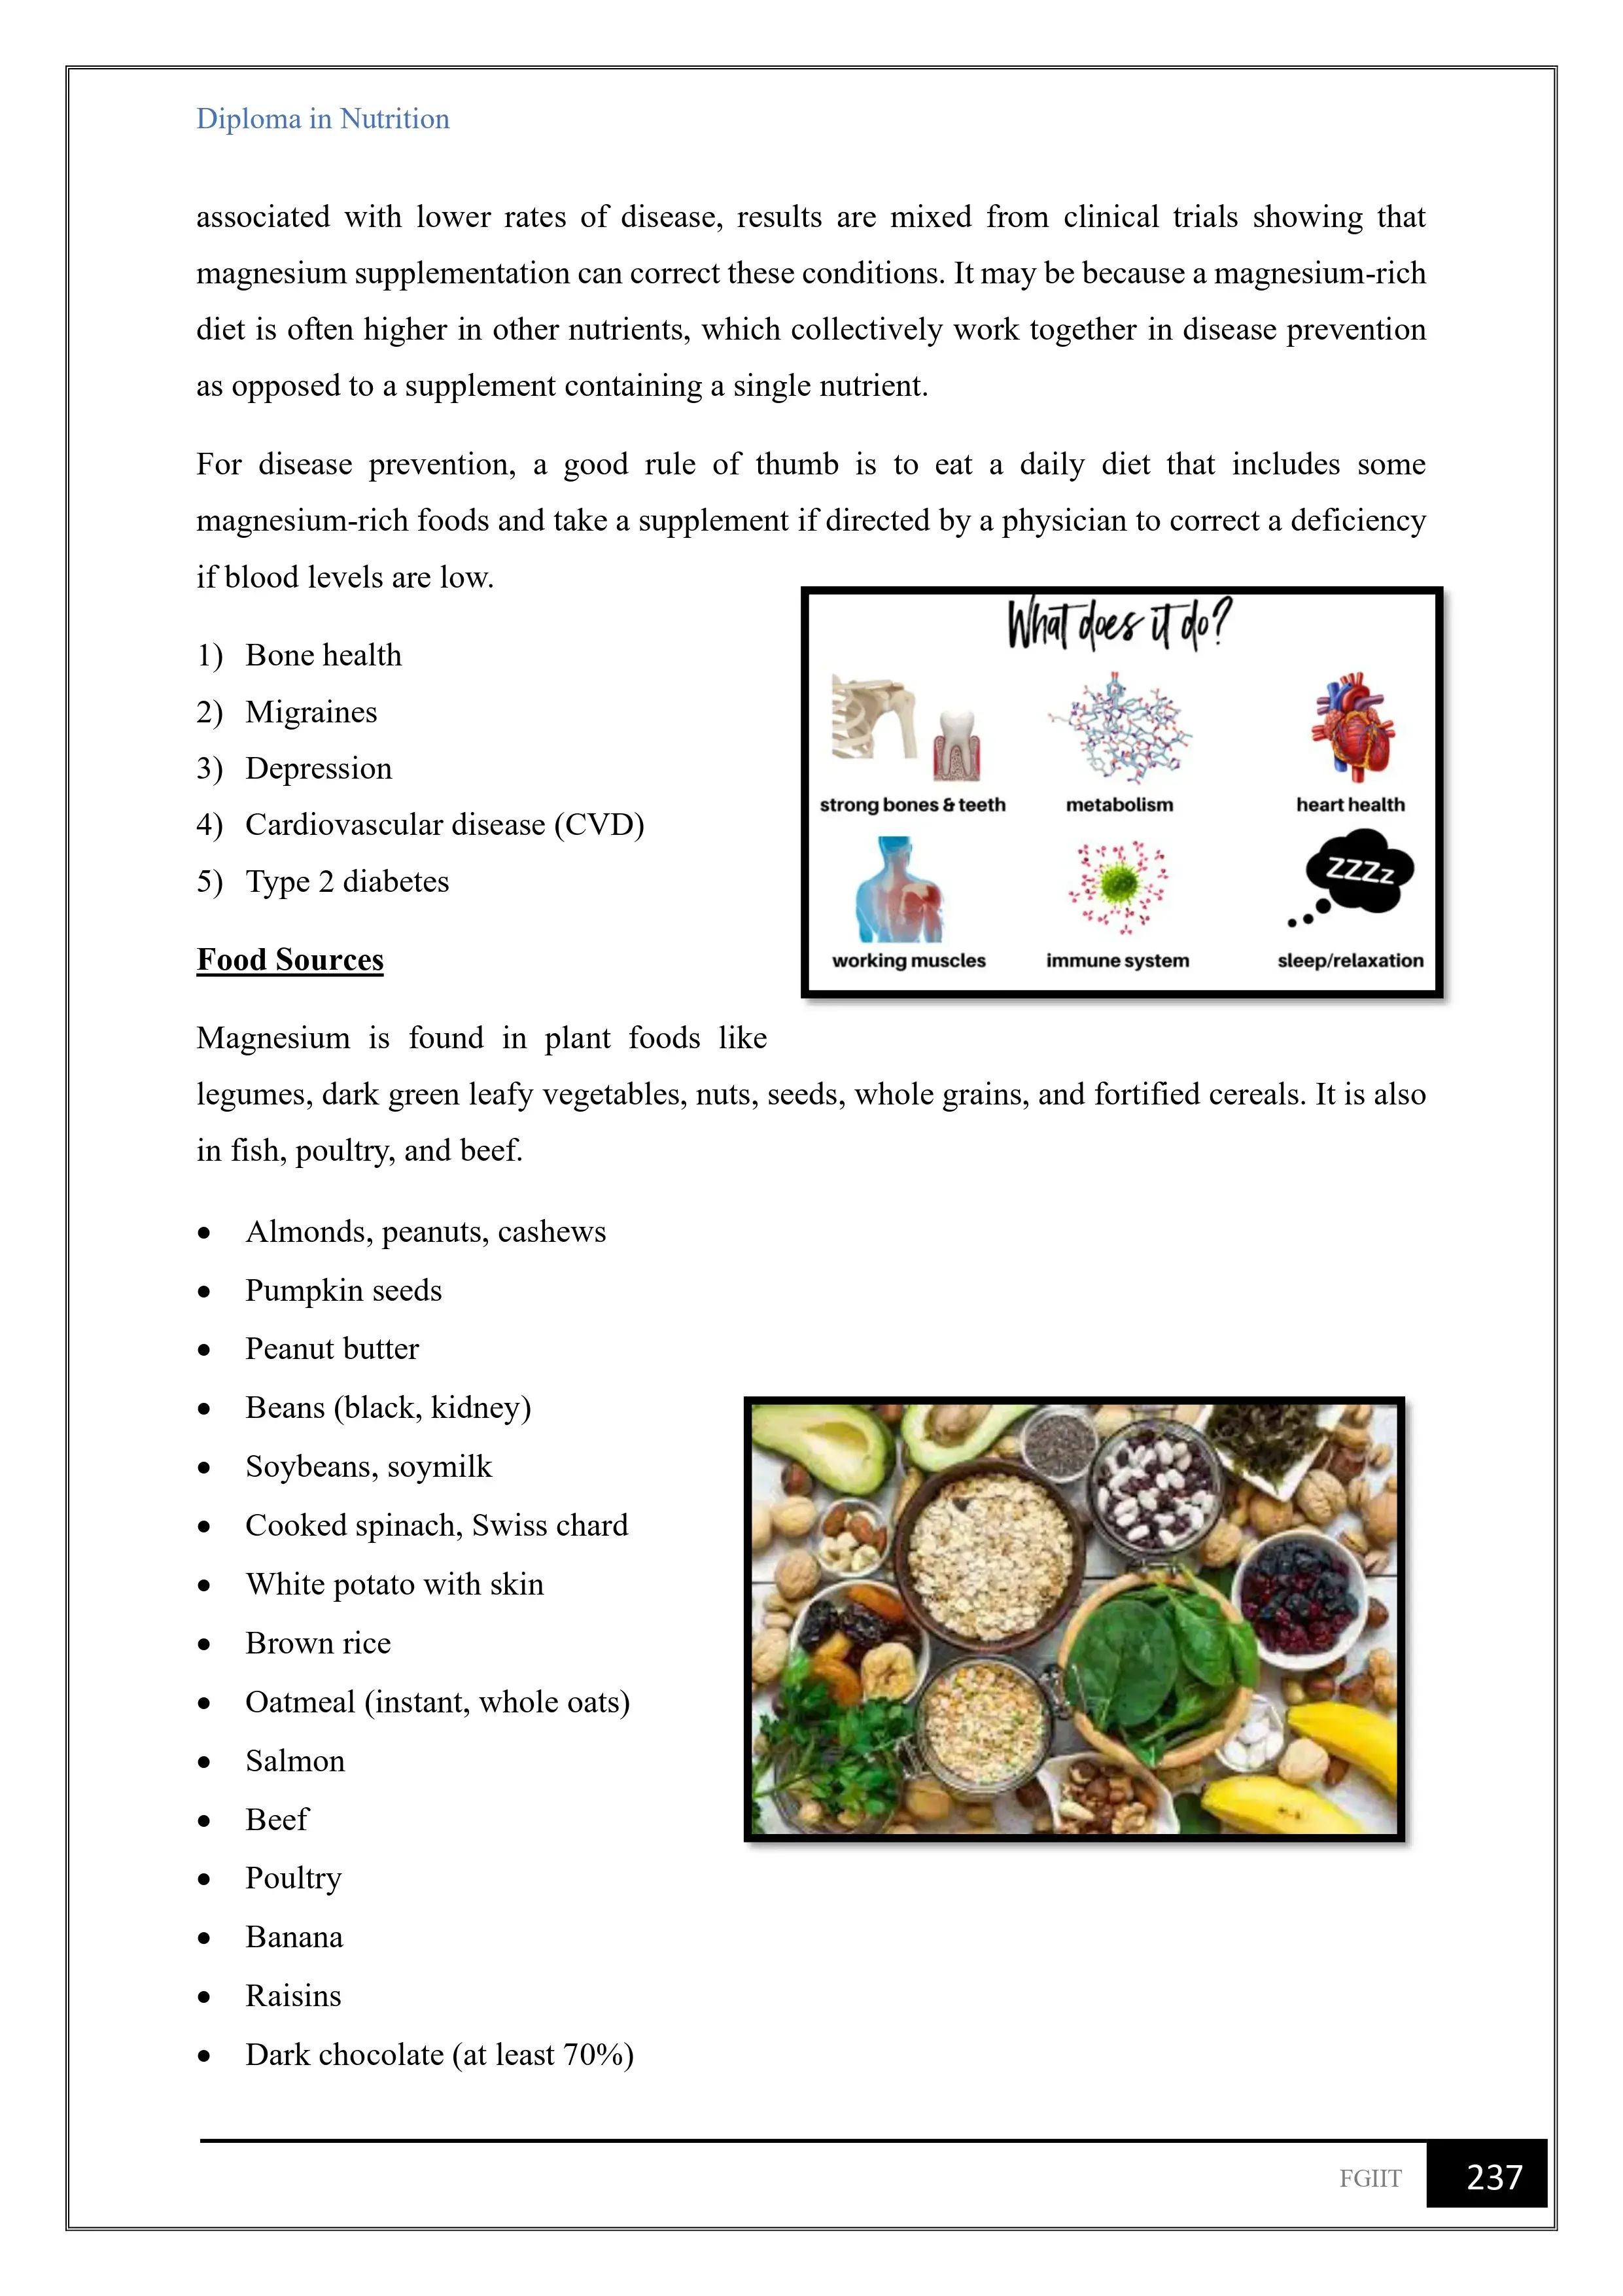 Diploma in Nutrition
associated with lower rates of disease, results are mixed from clinical trials showing that
magnesium supplementation can correct these conditions. It may be because a magnesium-rich
diet is often higher in other nutrients, which collectively work together in disease prevention
as opposed to a supplement containing a single nutrient.
For disease prevention, a good rule of thumb is to eat a daily diet that includes some
magnesium-rich foods and take a supplement if directed by a physician to correct a deficiency
if blood levels are low.
1) Bone health
2) Migraines
3) Depression
4) Cardiovascular disease (CVD)
5) Type 2 diabetes
What does it do?
strong bones & teeth
metabolism
heart health
ZZZz
working muscles
immune system
sleep/relaxation
Food Sources
Magnesium is found in plant foods like
legumes, dark green leafy vegetables, nuts, seeds, whole grains, and fortified cereals. It is also
in fish, poultry, and beef.
• Almonds, peanuts, cashews
• Pumpkin seeds
• Peanut butter
• Beans (black, kidney)
• Soybeans, soymilk
• Cooked spinach, Swiss chard
• White potato with skin
• Brown rice
• Oatmeal (instant, whole oats)
• Salmon
• Beef
• Poultry
• Banana
• Raisins
• Dark chocolate (at least 70%)
FGIIT
237